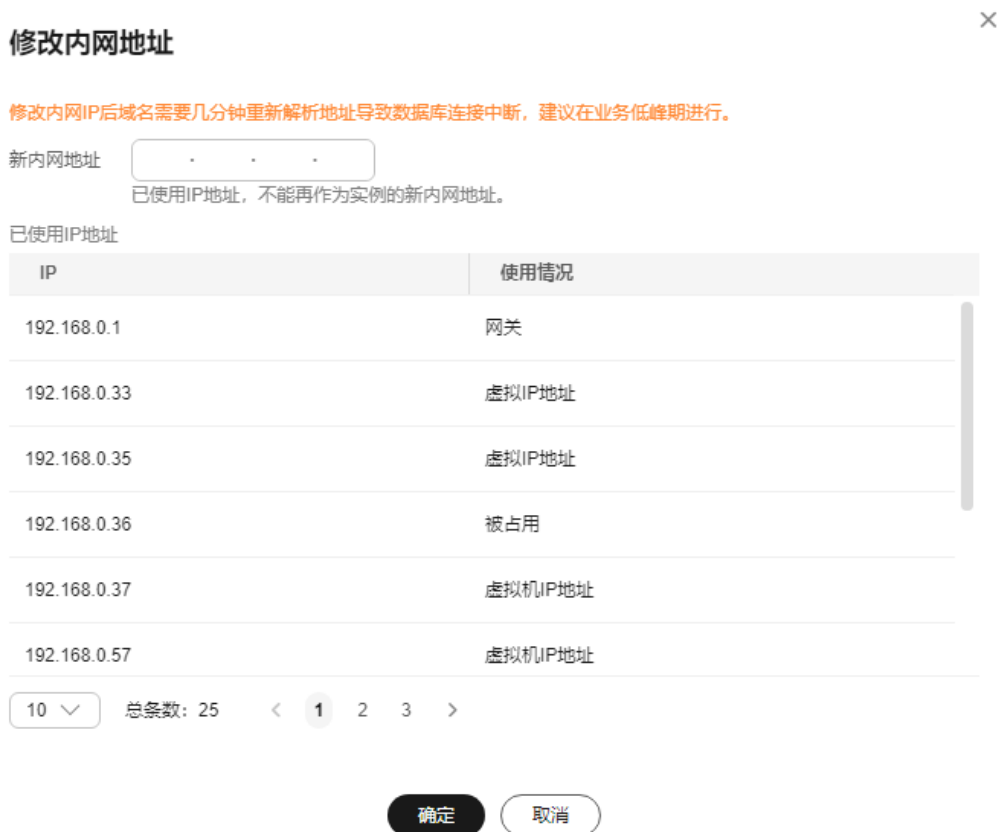 修改内网地址
修改内网IP后域名需要几分钟重新解析地址导致数据库连接中断，建议在业务低峰期进行。
新内网地址 . . .
已使用IP地址，不能再作为实例的新内网地址。
已使用IP地址
IP 使用情况
192.168.0.1 网关
192.168.0.33 虚拟IP地址
192.168.0.35 虚拟IP地址
192.168.0.36 被占用
192.168.0.37 虚拟机IP地址
192.168.0.57 虚拟机IP地址
10 总条数：25 < 1 2 3 >
确定 取消